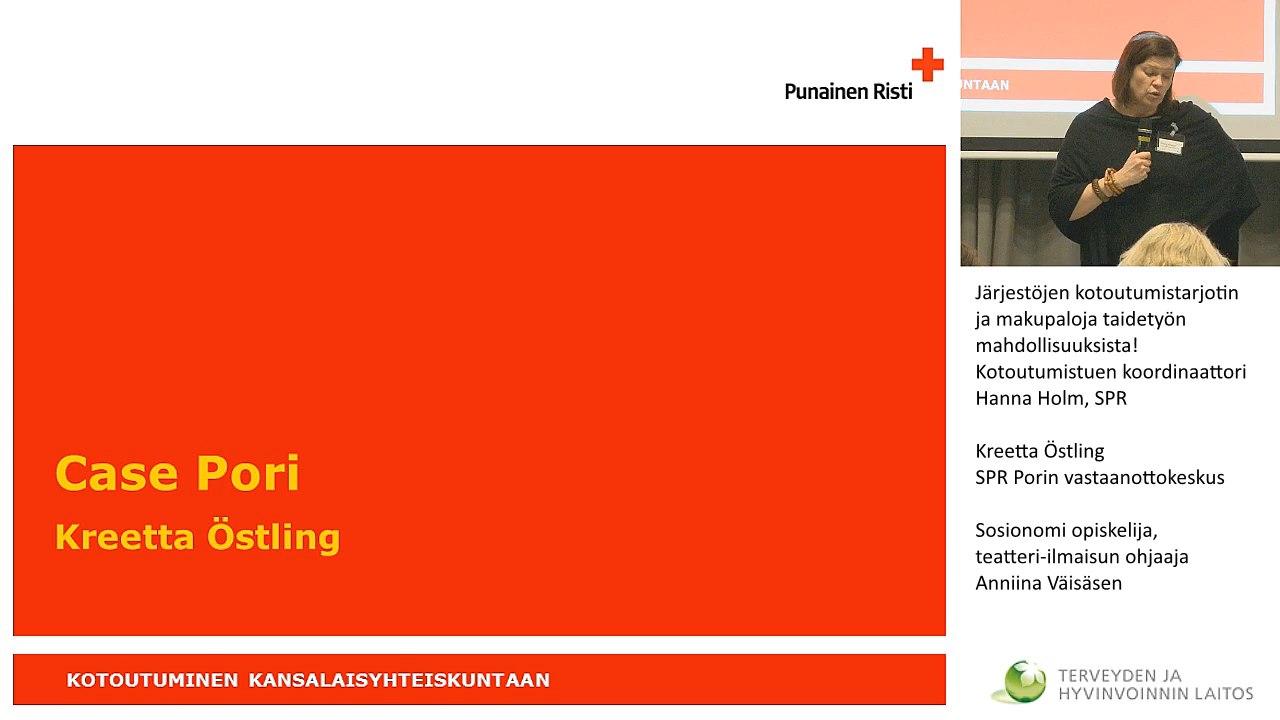 Punainen Risti
Case Pori
Kreetta Östling
KOTOUTUMINEN KANSALAISYHTEISKUNTAAN
UNTAAN
Järjestöjen kotoutumistarjotin
ja makupaloja taidetyön
mahdollisuuksista!
Kotoutumistuen koordinaattori
Hanna Holm, SPR
Kreetta Östling
SPR Porin vastaanottokeskus
Sosionomi opiskelija,
teatteri-ilmaisun ohjaaja
Anniina Väisäsen
TERVEYDEN JA
HYVINVOINNIN LAITOS